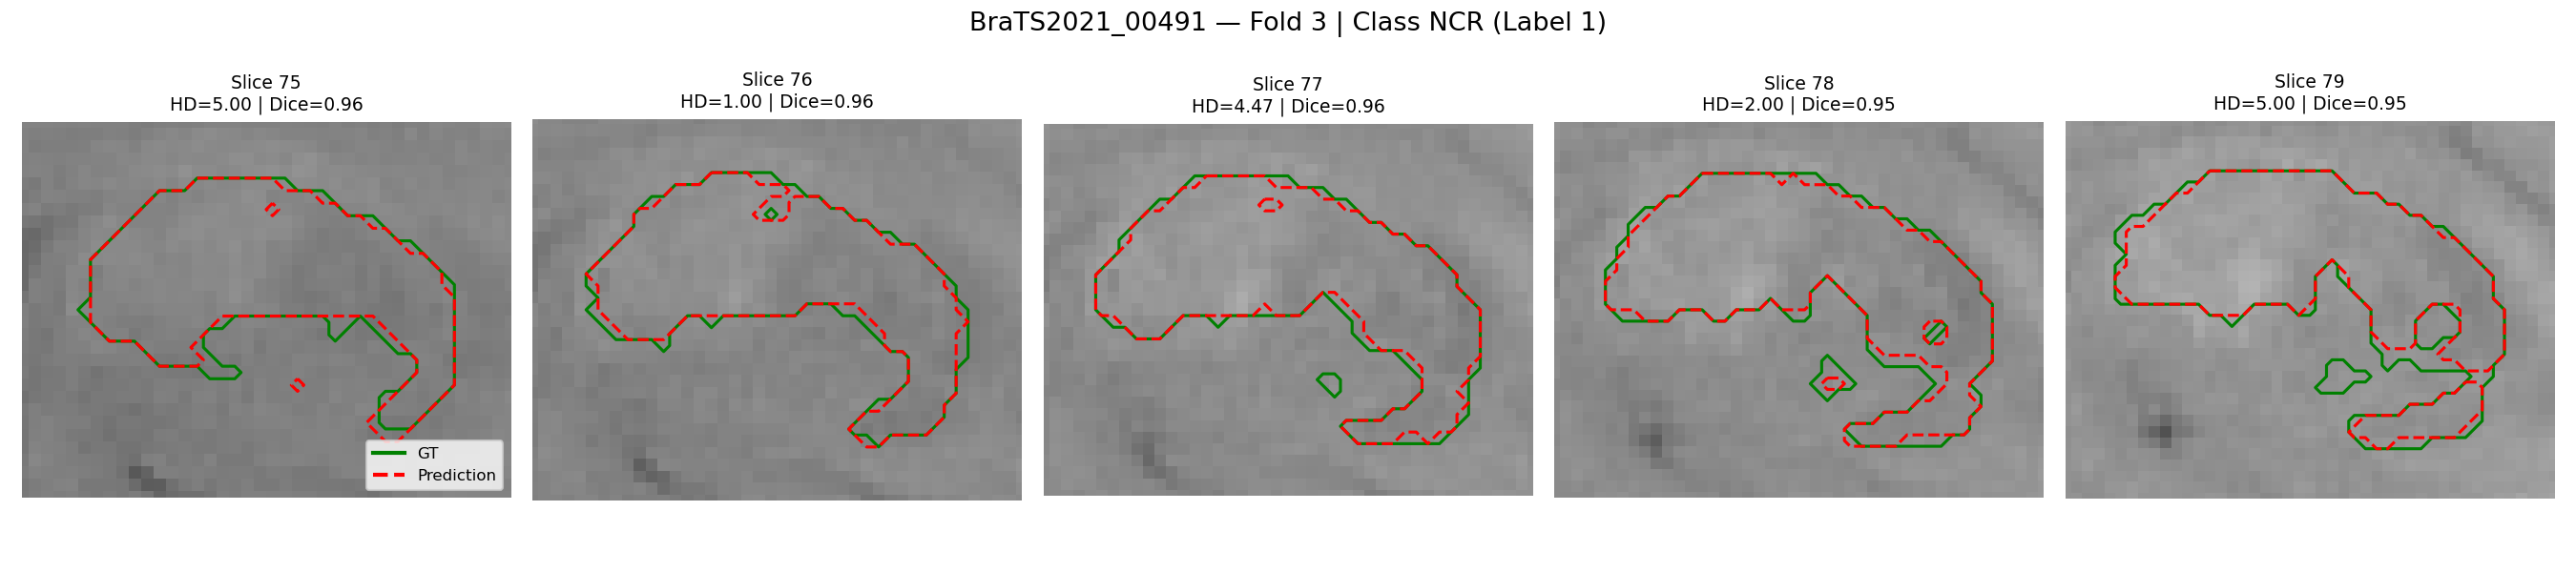 BraTS2021_00491 — Fold 3 | Class NCR (Label 1)
Slice 75
HD=5.00 | Dice=0.96
Slice 76
HD=1.00 | Dice=0.96
Slice 77
HD=4.47 | Dice=0.96
Slice 78
HD=2.00 | Dice=0.95
Slice 79
HD=5.00 | Dice=0.95
GT
Prediction